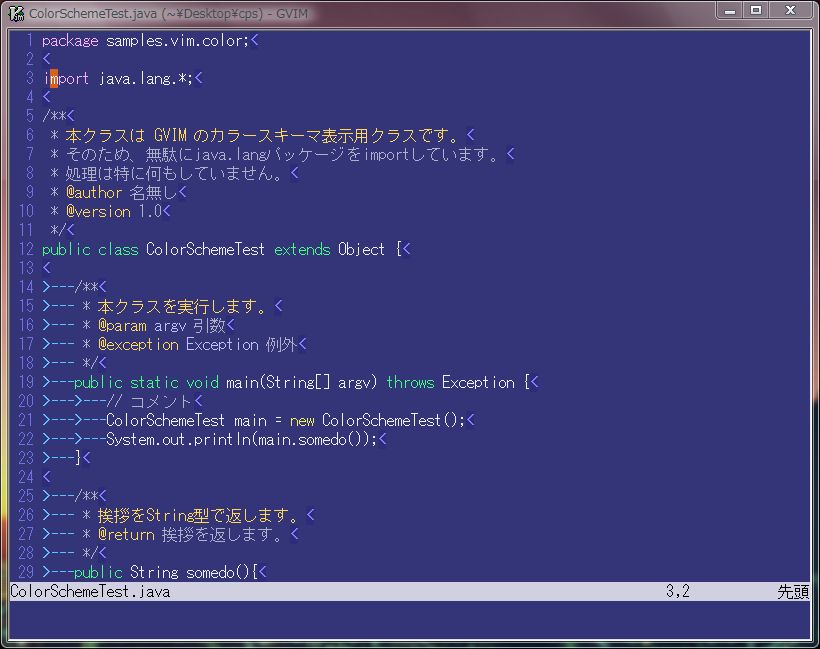 ColorSchemeTest.java (~¥Desktop¥cps) - GVIM
1 package samples.vim.color;<
2 <
3 import java.lang.*;<
4 <
5 /**<
6  * 本クラスは GVIM のカラースキーマ表示用クラスです。<
7  * そのため、無駄にjava.langパッケージをimportしています。<
8  * 処理は特に何もしていません。<
9  * @author 名無し<
10  * @version 1.0<
11  */<
12 public class ColorSchemeTest extends Object {<
13 <
14 >---/**<
15 >--- * 本クラスを実行します。<
16 >--- * @param argv 引数<
17 >--- * @exception Exception 例外<
18 >--- */<
19 >---public static void main(String[] argv) throws Exception {<
20 >--->---// コメント<
21 >--->---ColorSchemeTest main = new ColorSchemeTest();<
22 >--->---System.out.println(main.somedo());<
23 >---}<
24 <
25 >---/**<
26 >--- * 挨拶をString型で返します。<
27 >--- * @return 挨拶を返します。<
28 >--- */<
29 >---public String somedo(){<
ColorSchemeTest.java 3,2 先頭